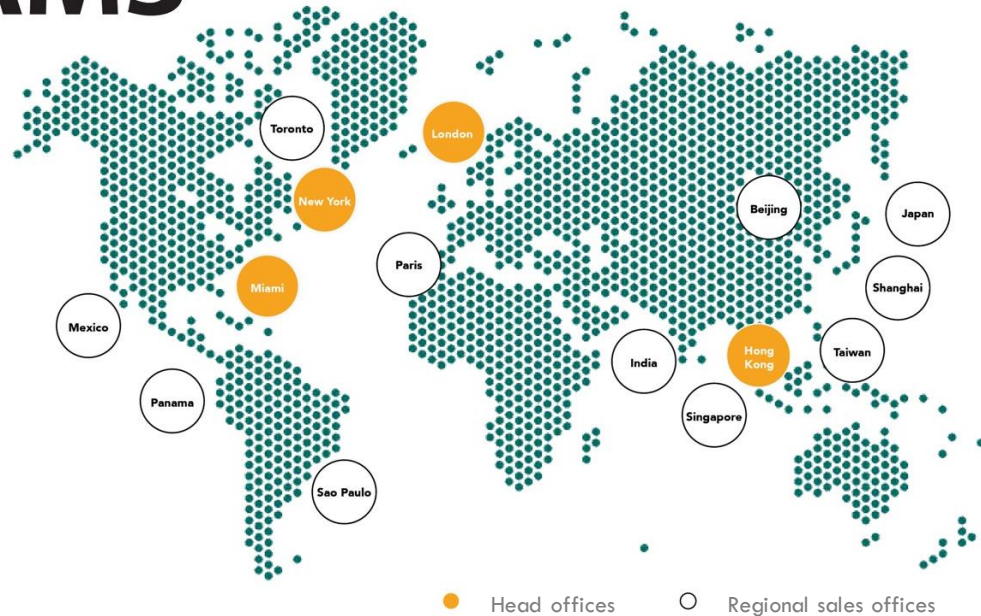 AMS
Toronto
London
New York
Beijing
Japan
Paris
Miami
Shanghai
Mexico
Hong
Kong
Taiwan
India
Panama
Singapore
Sao Paulo
Head offices
Regional sales offices